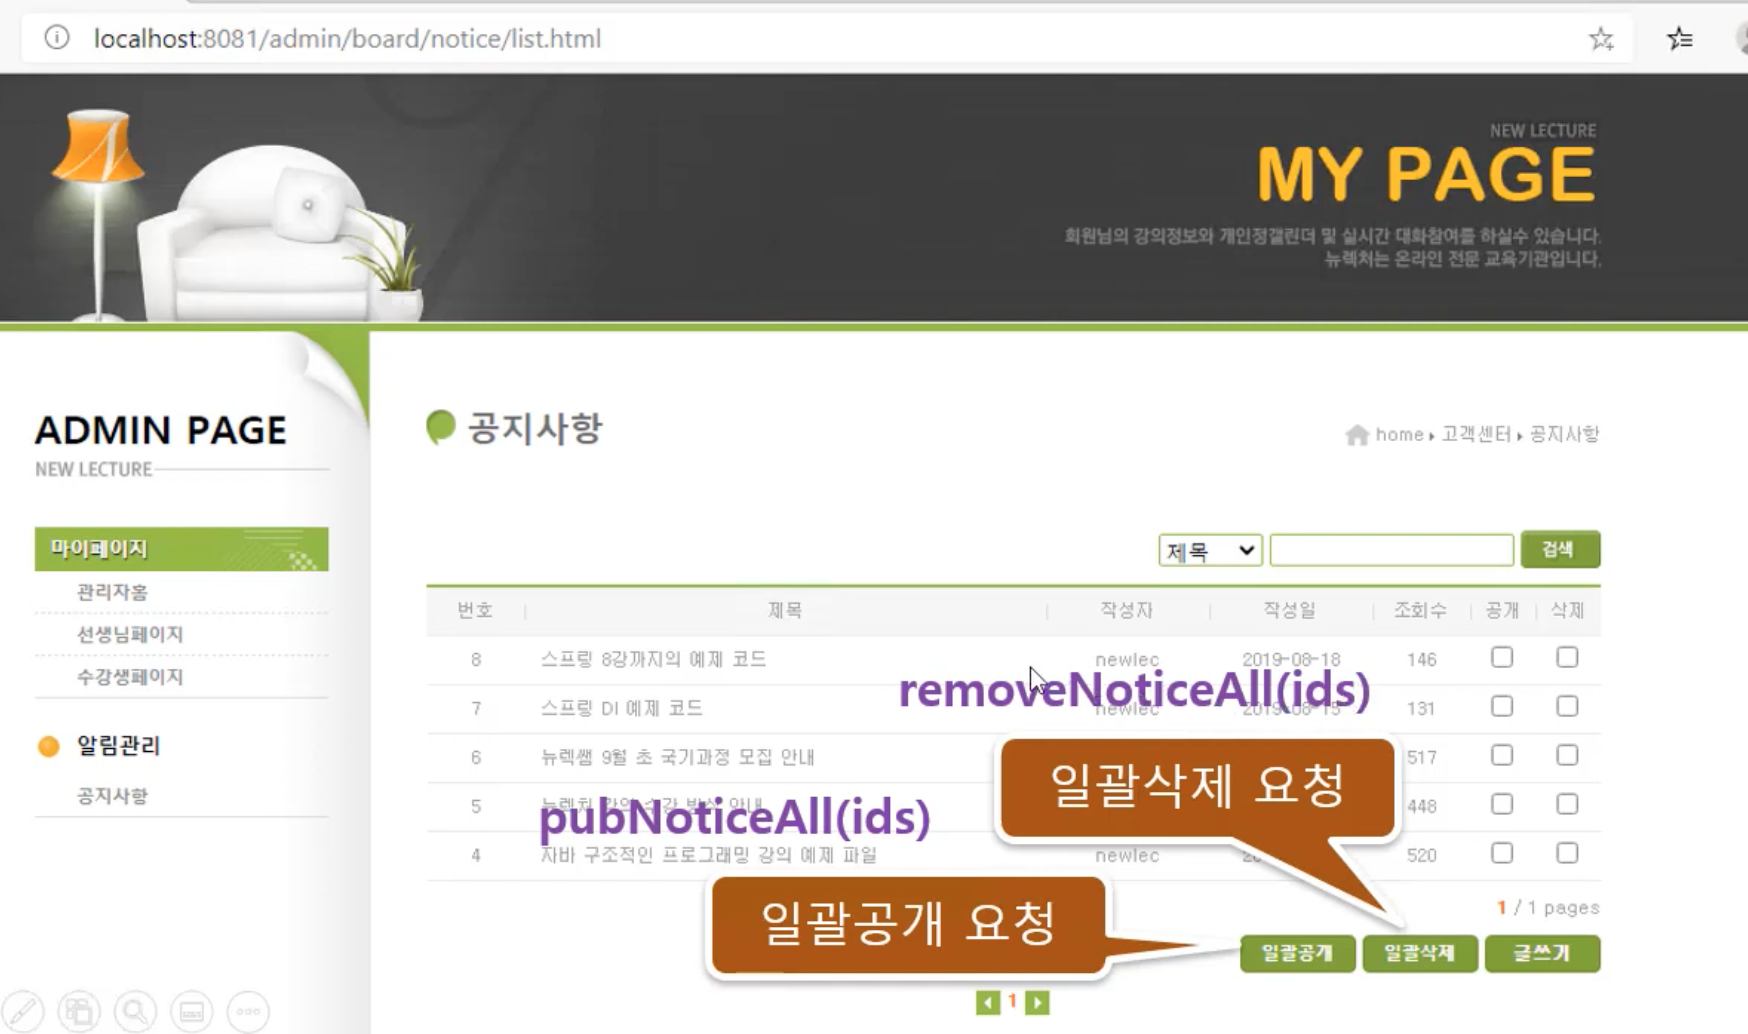 localhost:8081/admin/board/notice/list.html
NEW LECTURE
MY PAGE
회원님의 강의정보와 개인정캘린더 및 실시간 대화참여를 하실수 있습니다.
뉴렉처는 온라인 전문 교육기관입니다.
ADMIN PAGE
NEW LECTURE
마이페이지
관리자홈
선생님페이지
수강생페이지
알림관리
공지사항
공지사항
home 고객센터 공지사항
제목 검색
번호 제목 작성자 작성일 조회수 공개 삭제
8 스프링 8강까지의 예제 코드 newlec 2019-08-18 146
removeNoticeAll(ids)
7 스프링 DI 예제 코드 newlec 2019-08-15 131
6 뉴렉쌤 9월 초 국기과정 모집 안내 517
일괄삭제 요청
5 448
pubNoticeAll(ids)
4 자바 구조적인 프로그래밍 강의 예제 파일 newlec 520
일괄공개 요청
1 / 1 pages
일괄공개 일괄삭제 글쓰기
1